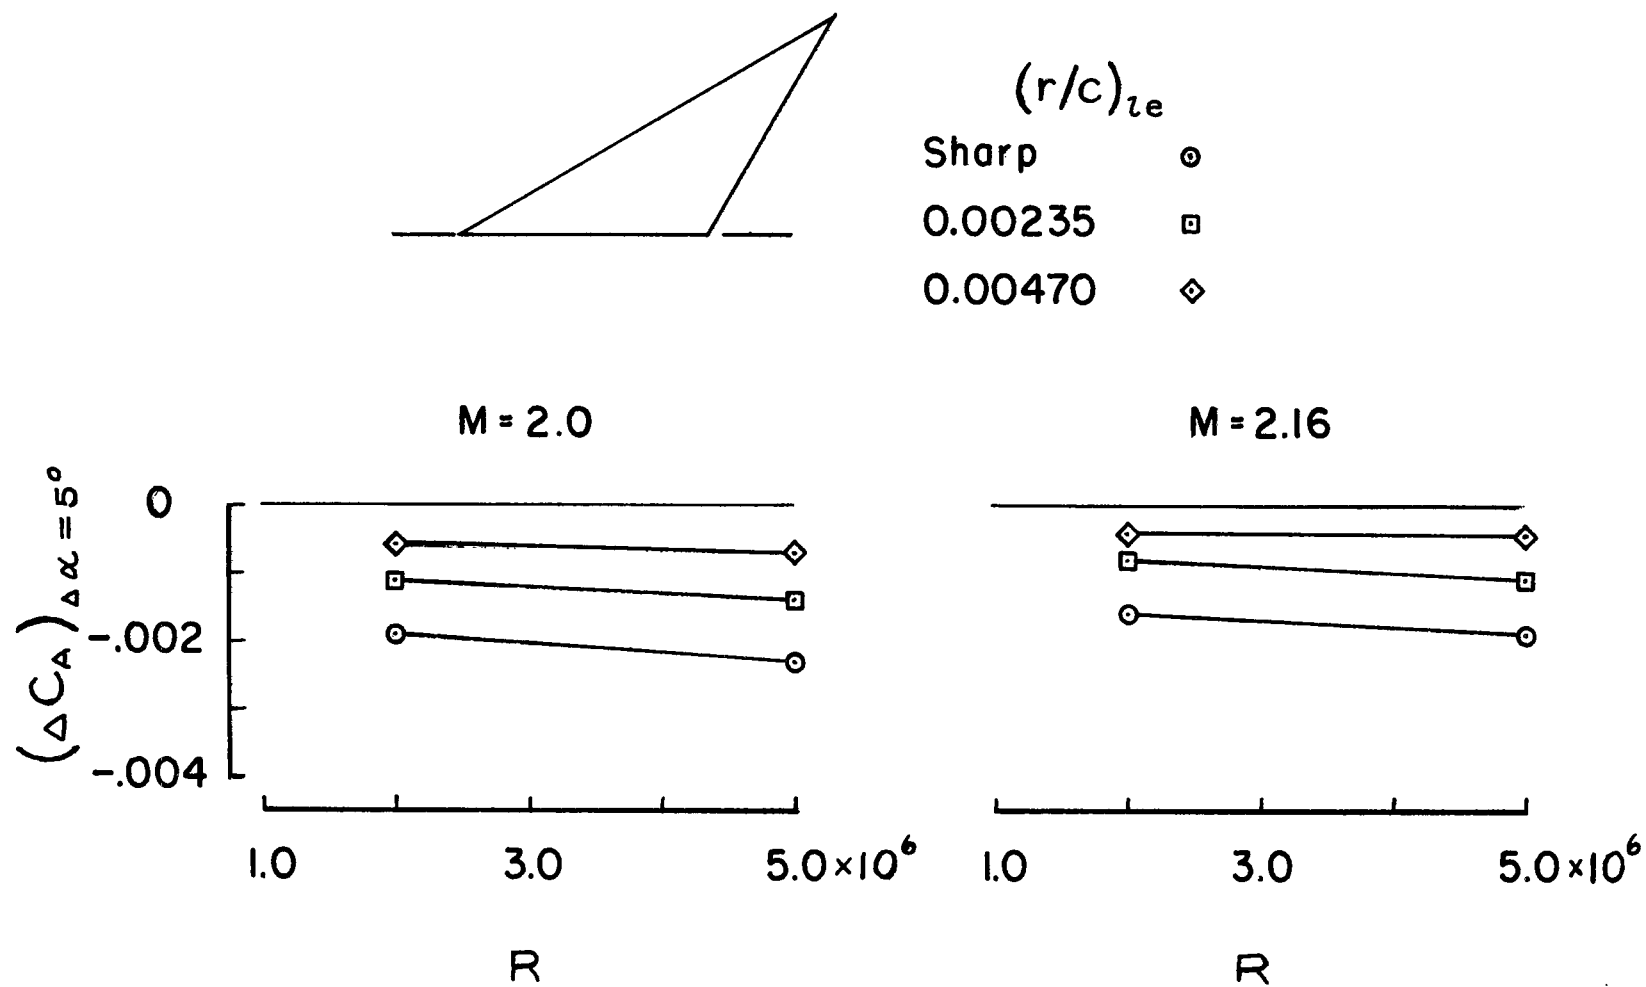 (r/c)le
Sharp
0.00235
0.00470
M = 2.0
M = 2.16
(ΔCA)Δα = 5°
0
-.002
-.004
1.0 3.0 5.0×10⁶
1.0 3.0 5.0×10⁶
R
R